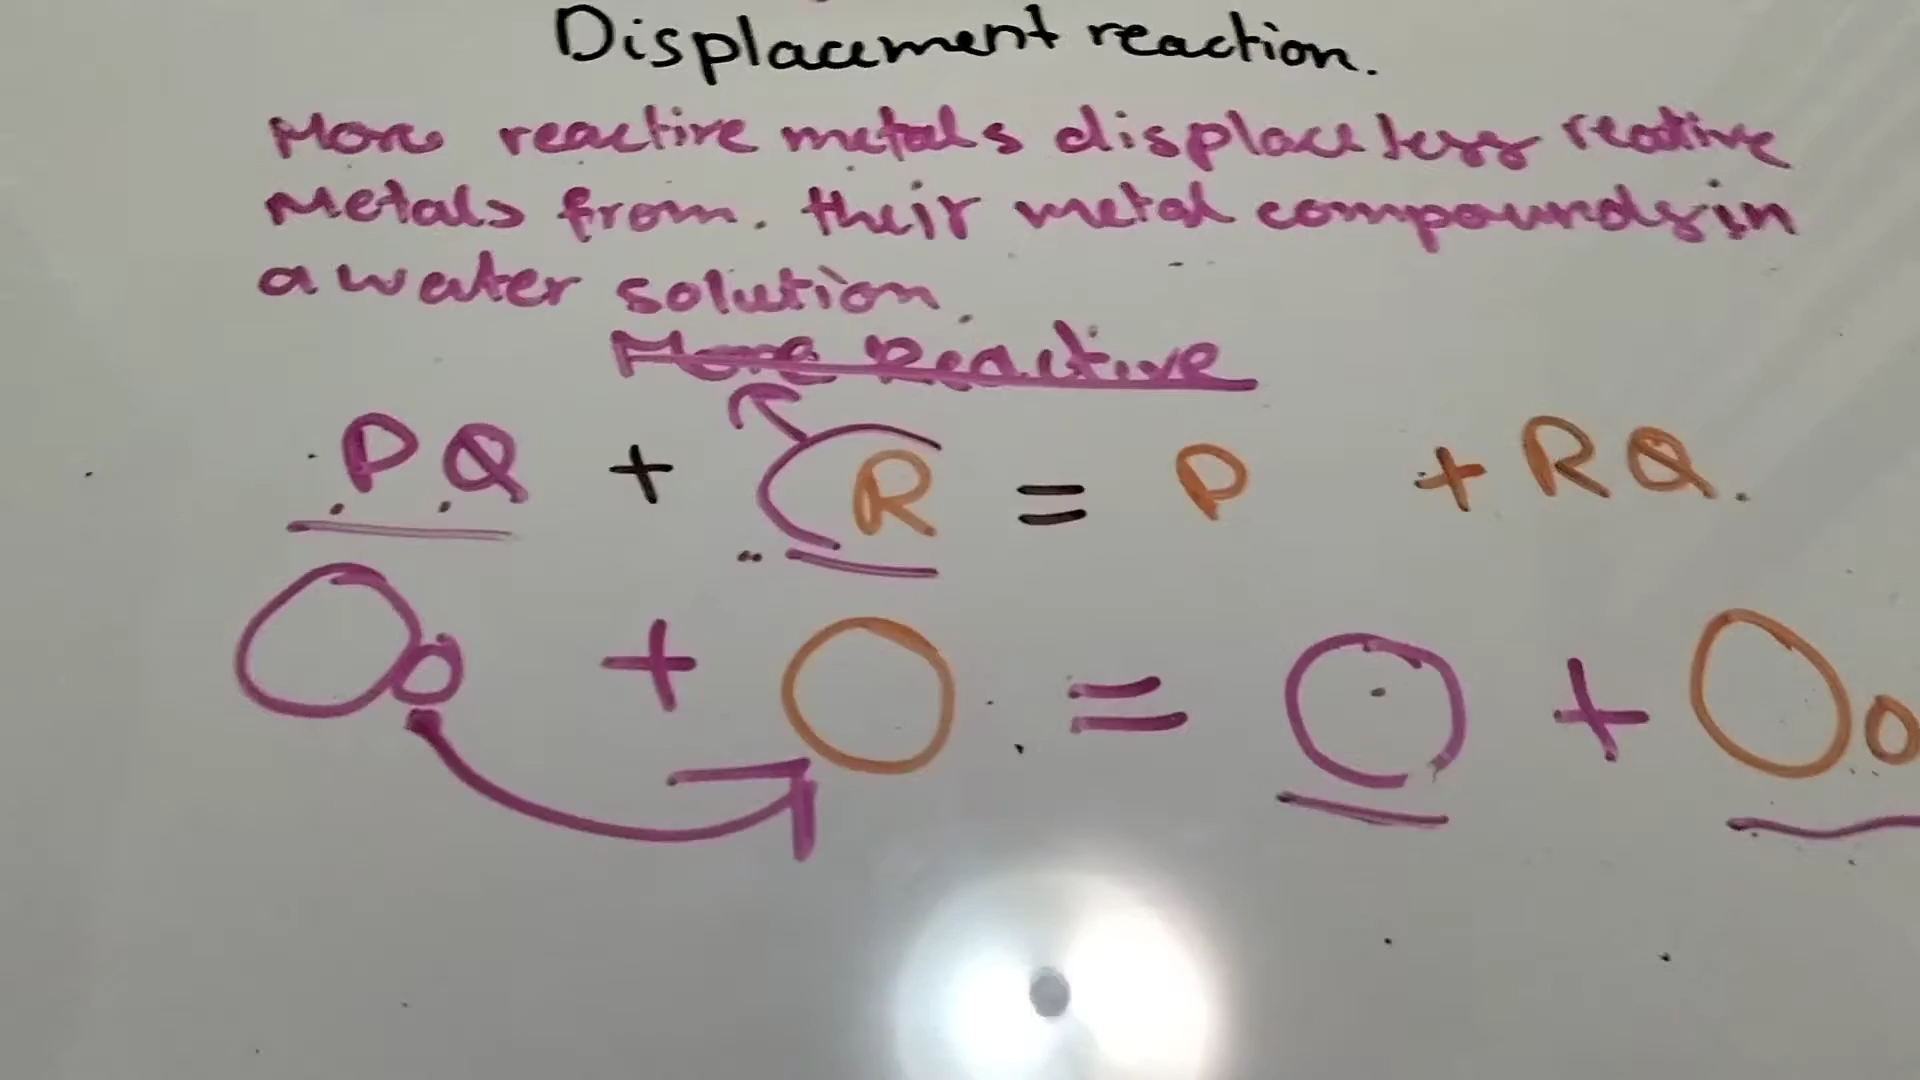 Displacement reaction.
More reactive metals displace less reative
Metals from. their metal compounds in
a water solution.
More Reactive
PQ + R = P + RQ.
+ = +